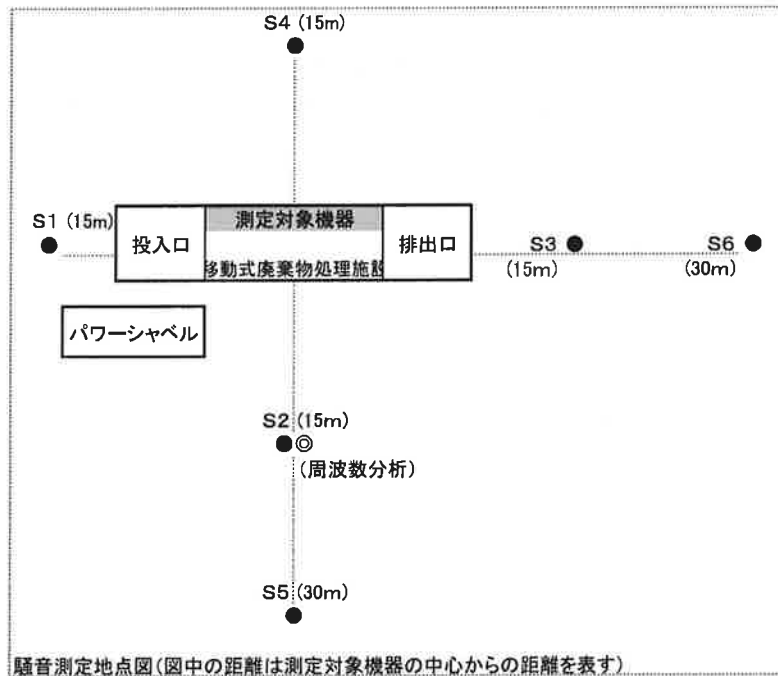 S4 (15m)
S1 (15m)
投入口
測定対象機器
移動式廃棄物処理施設
排出口
S3
(15m)
S6
(30m)
パワーシャベル
S2 (15m)
(周波数分析)
S5 (30m)
騒音測定地点図(図中の距離は測定対象機器の中心からの距離を表す)